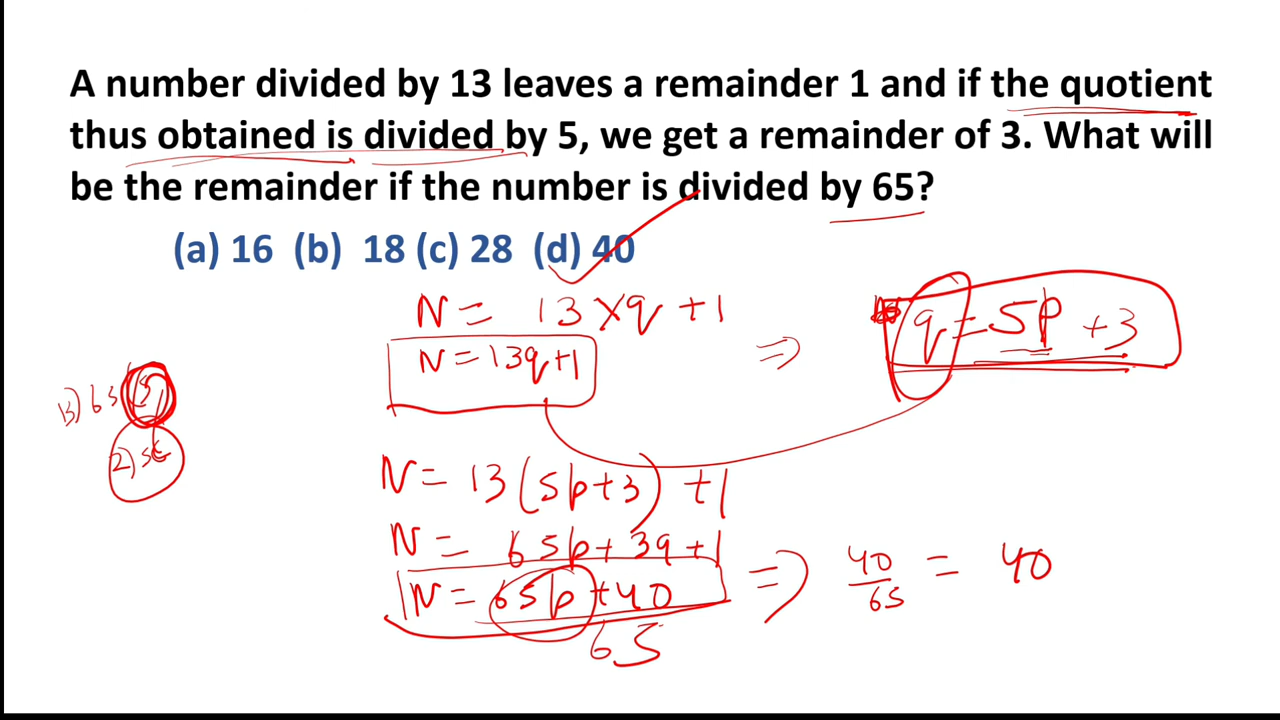 A number divided by 13 leaves a remainder 1 and if the quotient
thus obtained is divided by 5, we get a remainder of 3. What will
be the remainder if the number is divided by 65?
(a) 16 (b) 18 (c) 28 (d) 40
N = 13 × q + 1
N = 13q + 1
⇒ q = 5p + 3
N = 13 (5p + 3) + 1
N = 65p + 39 + 1
N = 65p + 40
65
⇒ 40/65 = 40